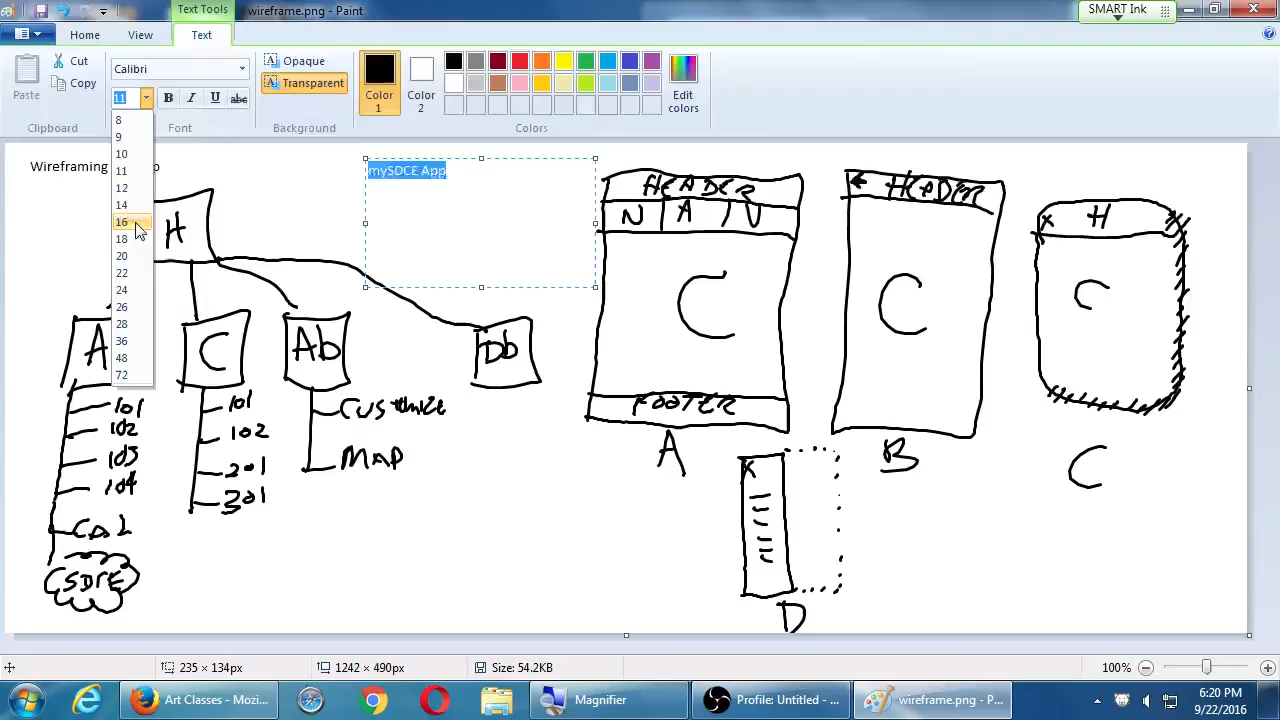 Text Tools
wireframe.png - Paint
SMART Ink
Home
View
Text
Paste
Cut
Copy
Clipboard
Calibri
11
B I U abc
Font
Opaque
Transparent
Background
Color 1
Color 2
Edit colors
Colors
8
9
10
11
12
14
16
18
20
22
24
26
28
36
48
72
Wireframing
mySDCE App
H
A
C
Ab
Db
101
102
103
104
SDCE
101
102
201
301
MAP
HEADER
N A V
C
FOOTER
A
HEADER
C
B
X H X
C
C
X
D
235 × 134px
1242 × 490px
Size: 54.2KB
100%
Art Classes - Mozi...
Magnifier
Profile: Untitled - ...
wireframe.png - P...
6:20 PM
9/22/2016